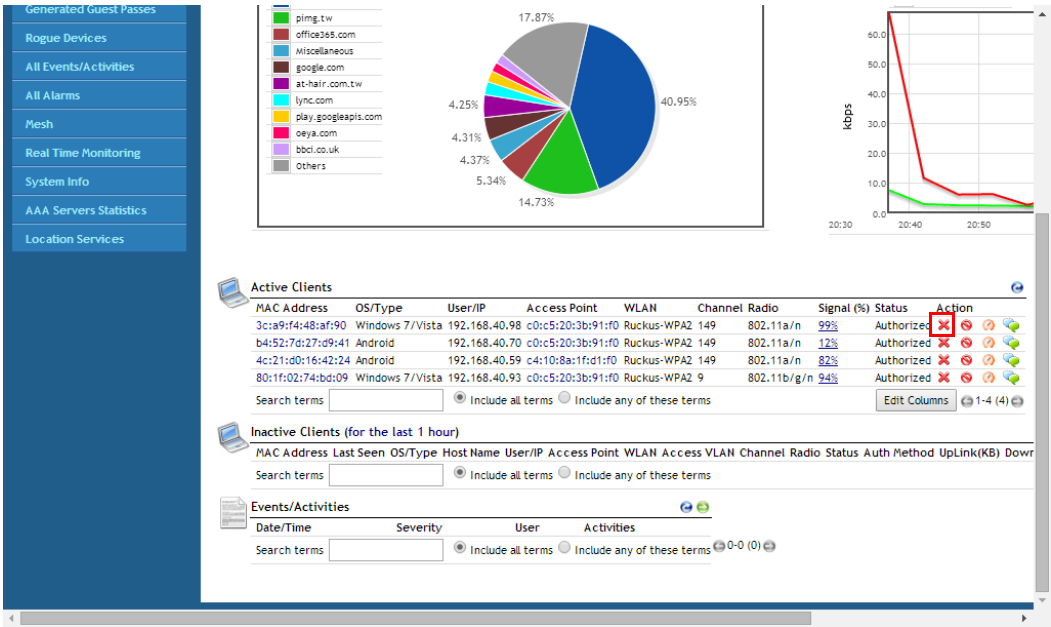 Generated Guest Passes
Rogue Devices
All Events/Activities
All Alarms
Mesh
Real Time Monitoring
System Info
AAA Servers Statistics
Location Services
pimg.tw
office365.com
Miscellaneous
google.com
at-hair.com.tw
lync.com
play.googleapis.com
oeya.com
bbci.co.uk
Others
17.87%
40.95%
4.25%
4.31%
4.37%
5.34%
14.73%
kbps
60.0
50.0
40.0
30.0
20.0
10.0
0.0
20:30 20:40 20:50
Active Clients
MAC Address OS/Type User/IP Access Point WLAN Channel Radio Signal (%) Status Action
3c:a9:f4:48:af:90 Windows 7/Vista 192.168.40.98 c0:c5:20:3b:91:f0 Ruckus-WPA2 149 802.11a/n 99% Authorized
b4:52:7d:27:d9:41 Android 192.168.40.70 c0:c5:20:3b:91:f0 Ruckus-WPA2 149 802.11a/n 12% Authorized
4c:21:d0:16:42:24 Android 192.168.40.59 c4:10:8a:1f:d1:f0 Ruckus-WPA2 149 802.11a/n 82% Authorized
80:1f:02:74:bd:09 Windows 7/Vista 192.168.40.93 c0:c5:20:3b:91:f0 Ruckus-WPA2 9 802.11b/g/n 94% Authorized
Search terms Include all terms Include any of these terms Edit Columns 1-4 (4)
Inactive Clients (for the last 1 hour)
MAC Address Last Seen OS/Type Host Name User/IP Access Point WLAN Access VLAN Channel Radio Status Auth Method UpLink(KB) Down
Search terms Include all terms Include any of these terms
Events/Activities
Date/Time Severity User Activities
Search terms Include all terms Include any of these terms 0-0 (0)